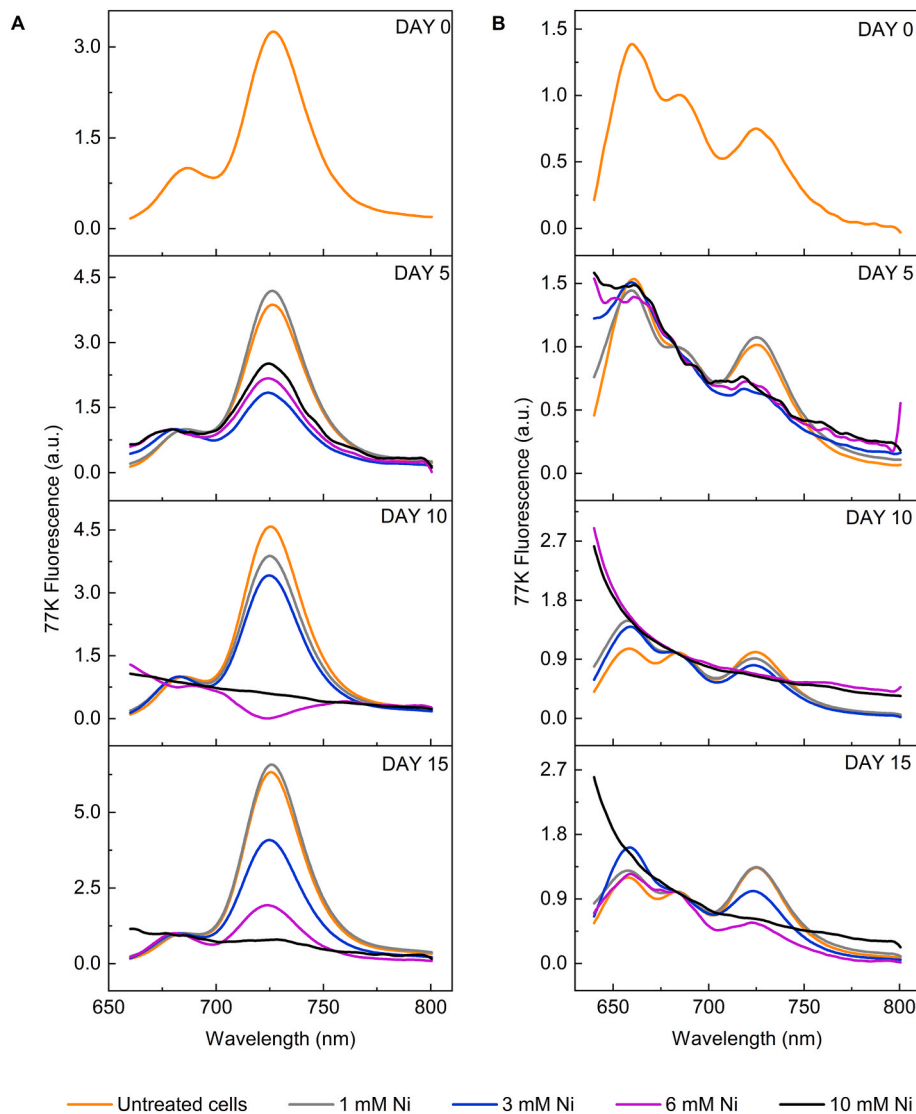 A
DAY 0
3.0
1.5
0.0
DAY 5
4.5
3.0
1.5
0.0
DAY 10
4.5
3.0
1.5
0.0
DAY 15
5.0
2.5
0.0
650 700 750 800
Wavelength (nm)
77K Fluorescence (a.u.)
B
DAY 0
1.5
1.0
0.5
0.0
DAY 5
1.5
1.0
0.5
0.0
DAY 10
2.7
1.8
0.9
0.0
DAY 15
2.7
1.8
0.9
0.0
650 700 750 800
Wavelength (nm)
77K Fluorescence (a.u.)
Untreated cells 1 mM Ni 3 mM Ni 6 mM Ni 10 mM Ni